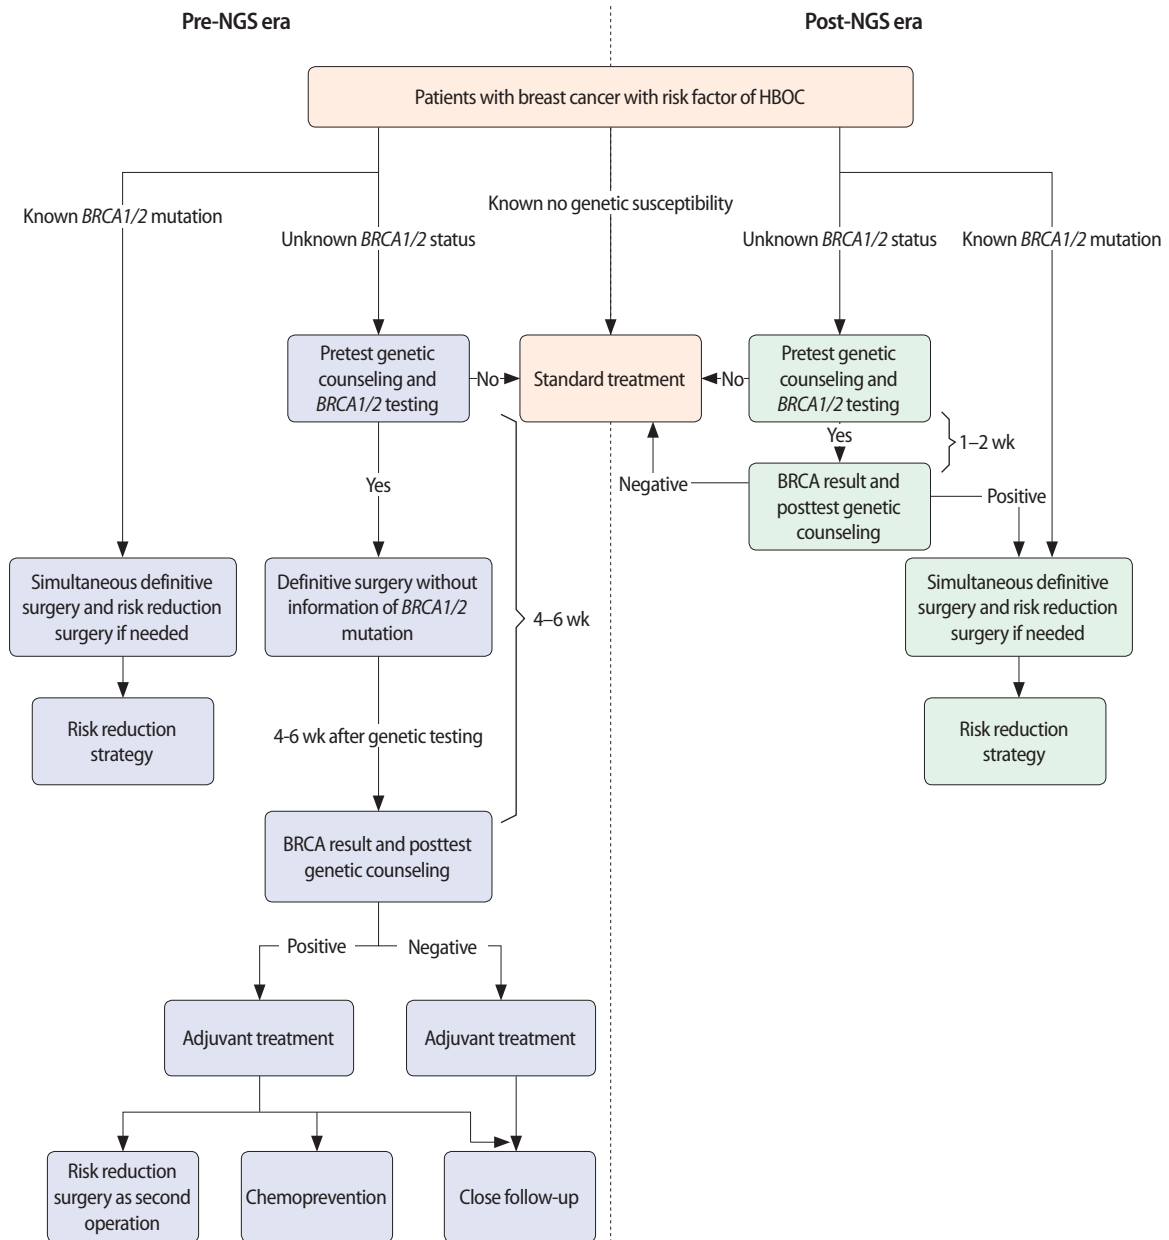 Pre-NGS era
Post-NGS era
Patients with breast cancer with risk factor of HBOC
Known BRCA1/2 mutation
Known no genetic susceptibility
Unknown BRCA1/2 status
Unknown BRCA1/2 status
Known BRCA1/2 mutation
Pretest genetic
counseling and
BRCA1/2 testing
No
Standard treatment
No
Pretest genetic
counseling and
BRCA1/2 testing
Yes
1–2 wk
Yes
Negative
BRCA result and
posttest genetic
counseling
Positive
Simultaneous definitive
surgery and risk reduction
surgery if needed
Definitive surgery without
information of BRCA1/2
mutation
4–6 wk
Simultaneous definitive
surgery and risk reduction
surgery if needed
Risk reduction
strategy
4-6 wk after genetic testing
Risk reduction
strategy
BRCA result and posttest
genetic counseling
Positive
Negative
Adjuvant treatment
Adjuvant treatment
Risk reduction
surgery as second
operation
Chemoprevention
Close follow-up